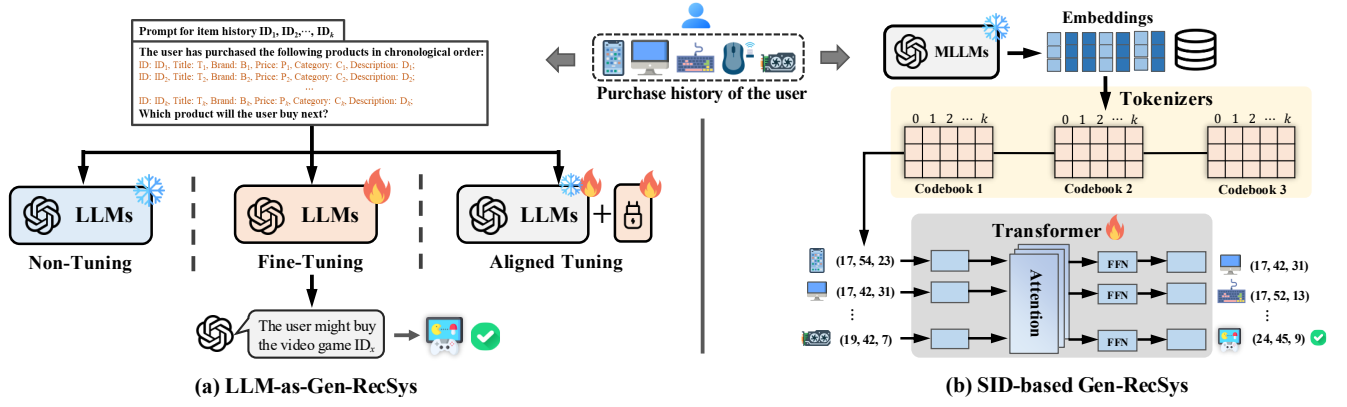 Prompt for item history ID₁, ID₂,⋯, IDₖ
The user has purchased the following products in chronological order:
ID: ID₁, Title: T₁, Brand: B₁, Price: P₁, Category: C₁, Description: D₁;
ID: ID₂, Title: T₂, Brand: B₂, Price: P₂, Category: C₂, Description: D₂;
...
ID: IDₖ, Title: Tₖ, Brand: Bₖ, Price: Pₖ, Category: Cₖ, Description: Dₖ;
Which product will the user buy next?
LLMs
Non-Tuning
LLMs
Fine-Tuning
LLMs
+
Aligned Tuning
The user might buy
the video game IDₓ
(a) LLM-as-Gen-RecSys
Purchase history of the user
MLLMs
Embeddings
Tokenizers
0 1 2 ⋯ k
Codebook 1
0 1 2 ⋯ k
Codebook 2
0 1 2 ⋯ k
Codebook 3
Transformer
Attention
(17, 54, 23)
FFN
(17, 42, 31)
(17, 42, 31)
FFN
(17, 52, 13)
⋮
⋮
⋮
(19, 42, 7)
FFN
(24, 45, 9)
(b) SID-based Gen-RecSys